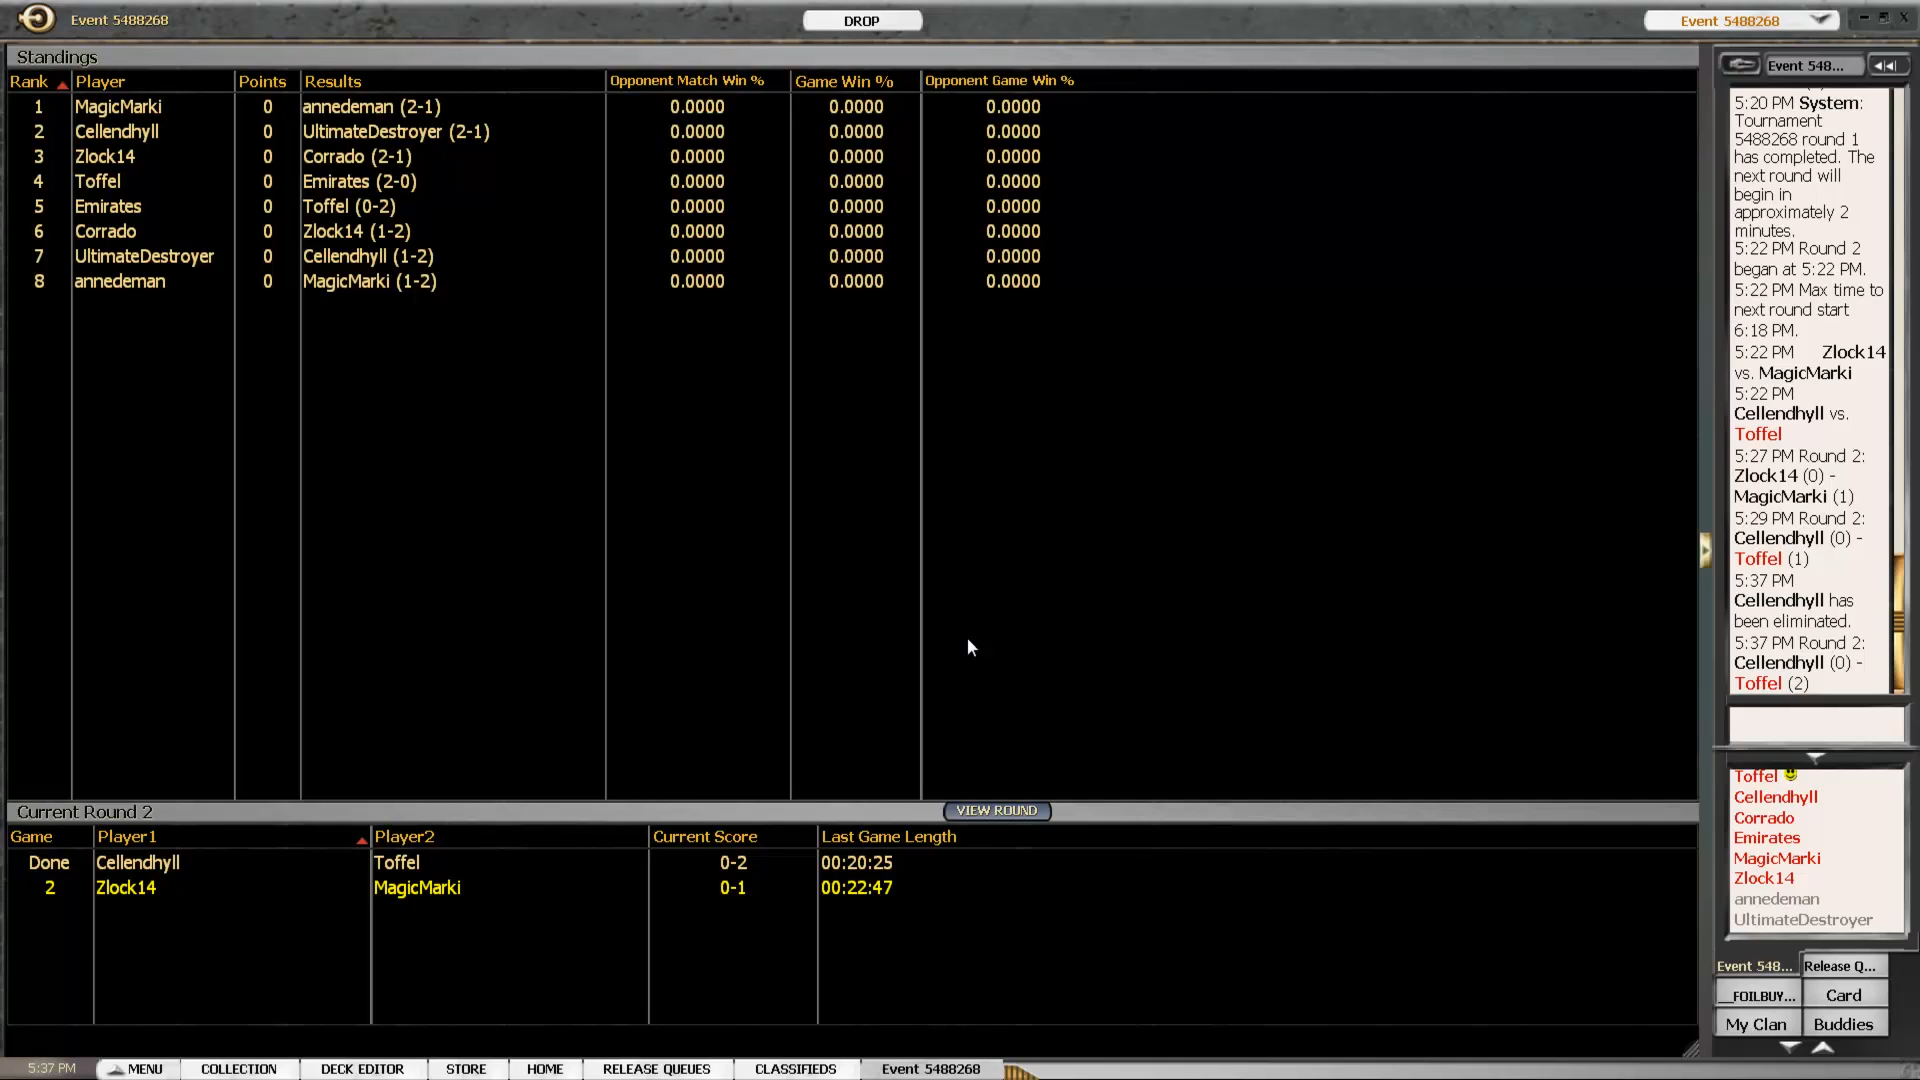 Event 5488268
DROP
Event 5488268
Standings
Rank Player Points Results Opponent Match Win % Game Win % Opponent Game Win %
1 MagicMarki 0 annedeman (2-1) 0.0000 0.0000 0.0000
2 Cellendhyll 0 UltimateDestroyer (2-1) 0.0000 0.0000 0.0000
3 Zlock14 0 Corrado (2-1) 0.0000 0.0000 0.0000
4 Toffel 0 Emirates (2-0) 0.0000 0.0000 0.0000
5 Emirates 0 Toffel (0-2) 0.0000 0.0000 0.0000
6 Corrado 0 Zlock14 (1-2) 0.0000 0.0000 0.0000
7 UltimateDestroyer 0 Cellendhyll (1-2) 0.0000 0.0000 0.0000
8 annedeman 0 MagicMarki (1-2) 0.0000 0.0000 0.0000
Current Round 2
VIEW ROUND
Game Player1 Player2 Current Score Last Game Length
Done Cellendhyll Toffel 0-2 00:20:25
2 Zlock14 MagicMarki 0-1 00:22:47
Event 548...
5:20 PM System:
Tournament
5488268 round 1
has completed. The
next round will
begin in
approximately 2
minutes.
5:22 PM Round 2
began at 5:22 PM.
5:22 PM Max time to
next round start
6:18 PM.
5:22 PM Zlock14
vs. MagicMarki
5:22 PM
Cellendhyll vs.
Toffel
5:27 PM Round 2:
Zlock14 (0) -
MagicMarki (1)
5:29 PM Round 2:
Cellendhyll (0) -
Toffel (1)
5:37 PM
Cellendhyll has
been eliminated.
5:37 PM Round 2:
Cellendhyll (0) -
Toffel (2)
Toffel
Cellendhyll
Corrado
Emirates
MagicMarki
Zlock14
annedeman
UltimateDestroyer
Event 548... Release Q...
__FOILBUY... Card
My Clan Buddies
5:37 PM MENU COLLECTION DECK EDITOR STORE HOME RELEASE QUEUES CLASSIFIEDS Event 5488268